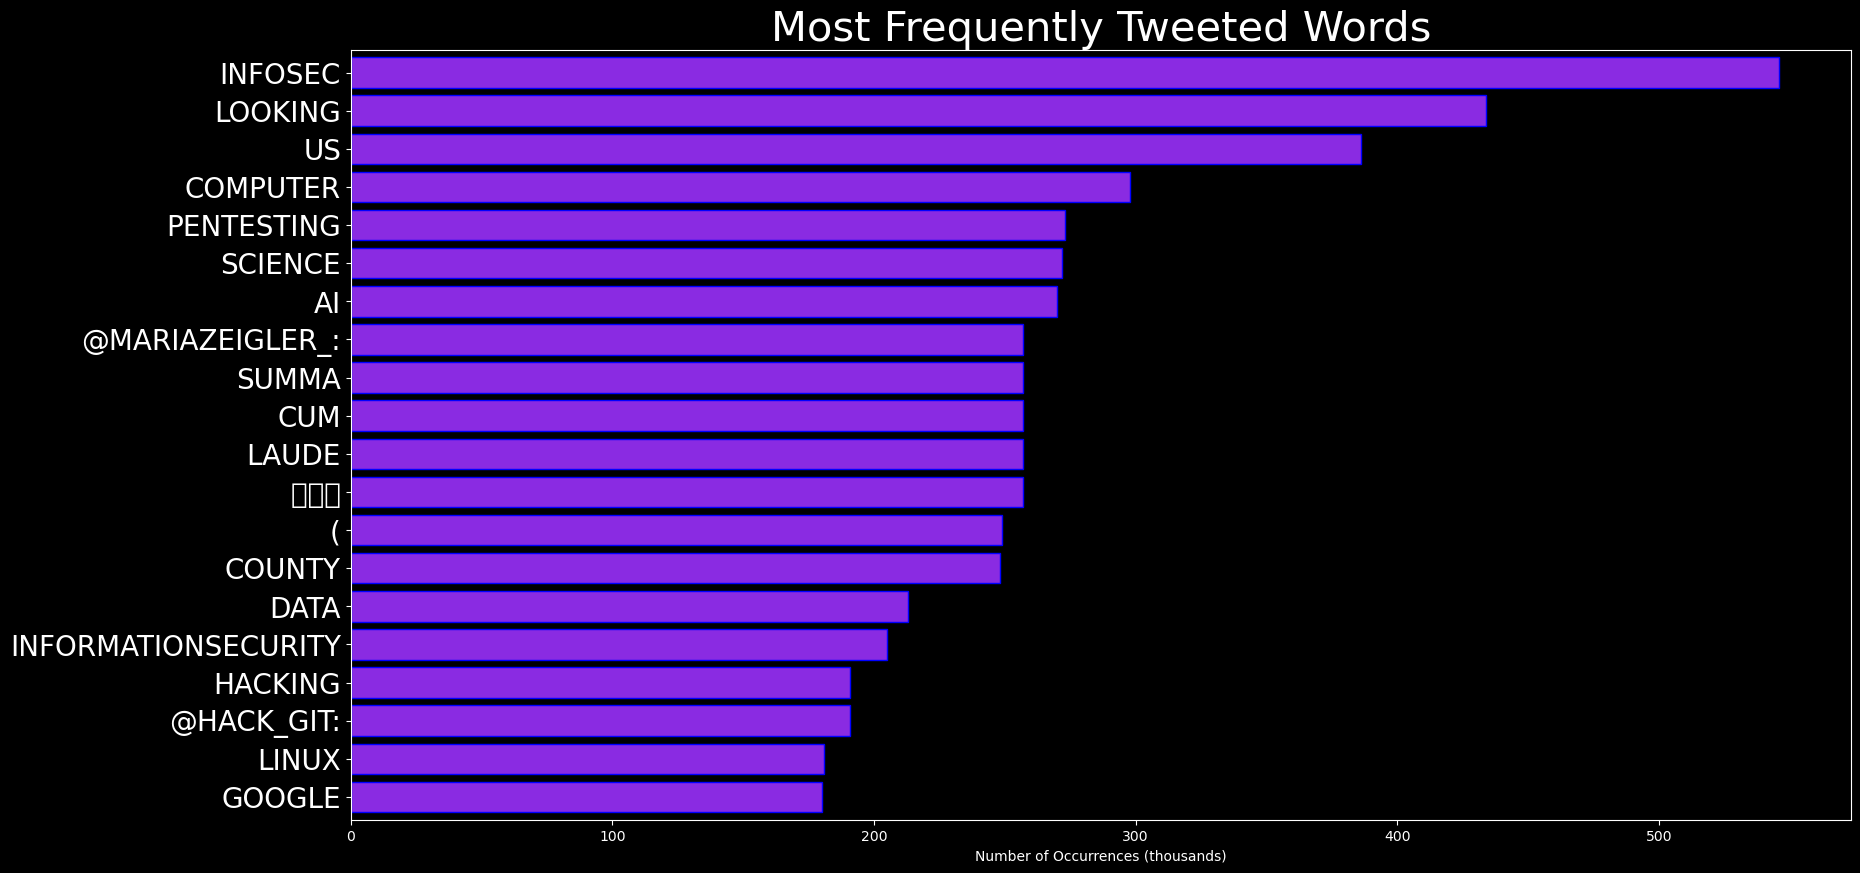 Most Frequently Tweeted Words
INFOSEC
LOOKING
US
COMPUTER
PENTESTING
SCIENCE
AI
@MARIAZEIGLER_:
SUMMA
CUM
LAUDE
(
COUNTY
DATA
INFORMATIONSECURITY
HACKING
@HACK_GIT:
LINUX
GOOGLE
0 100 200 300 400 500
Number of Occurrences (thousands)